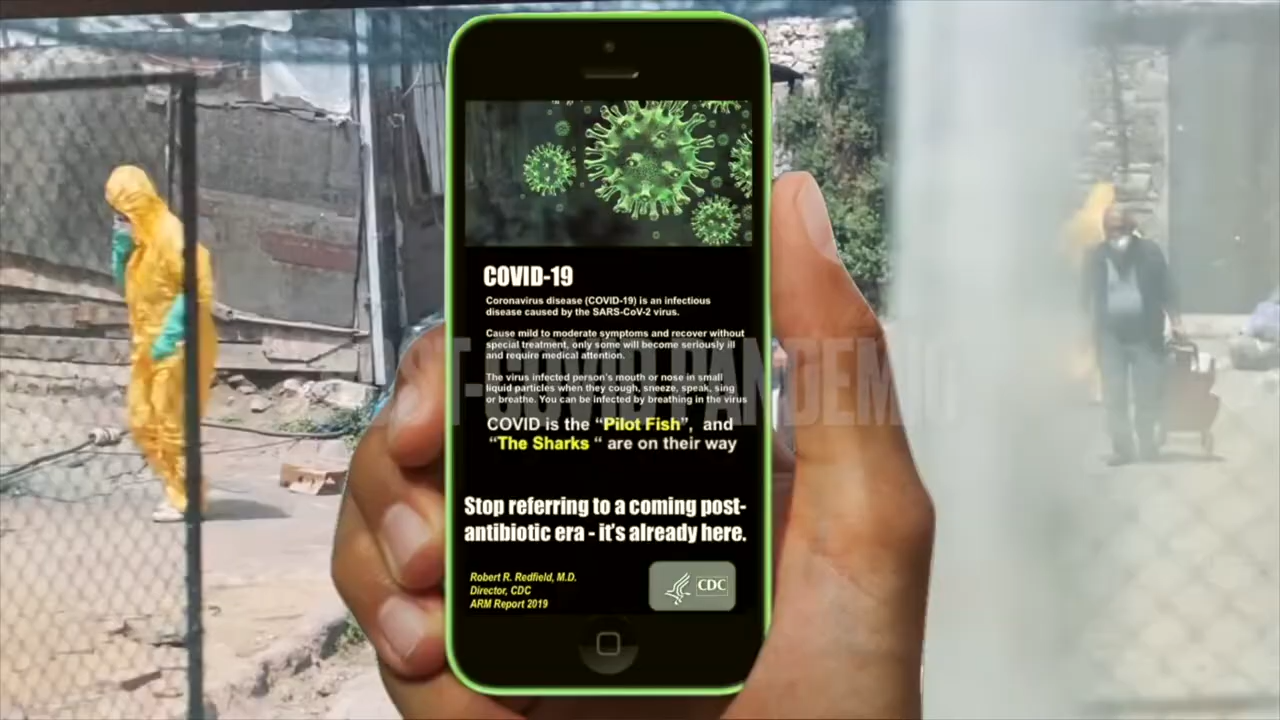 COVID-19
Coronavirus disease (COVID-19) is an infectious
disease caused by the SARS-CoV-2 virus.
Cause mild to moderate symptoms and recover without
special treatment, only some will become seriously ill
and require medical attention.
The virus infected person's mouth or nose in small
liquid particles when they cough, sneeze, speak, sing
or breathe. You can be infected by breathing in the virus
COVID is the “Pilot Fish”, and
“The Sharks “ are on their way
Stop referring to a coming post-
antibiotic era - it's already here.
Robert R. Redfield, M.D.
Director, CDC
ARM Report 2019
CDC